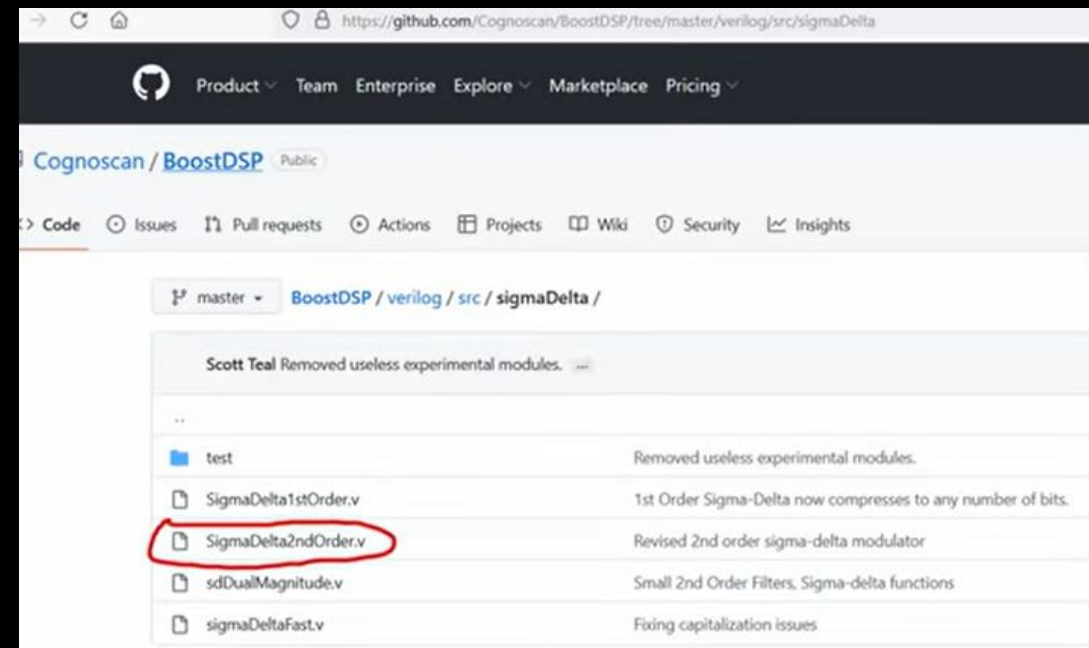 https://github.com/Cognoscan/BoostDSP/tree/master/verilog/src/sigmaDelta
Product Team Enterprise Explore Marketplace Pricing
Cognoscan / BoostDSP Public
Code Issues Pull requests Actions Projects Wiki Security Insights
master BoostDSP / verilog / src / sigmaDelta /
Scott Teal Removed useless experimental modules. ...
..
test Removed useless experimental modules.
SigmaDelta1stOrder.v 1st Order Sigma-Delta now compresses to any number of bits.
SigmaDelta2ndOrder.v Revised 2nd order sigma-delta modulator
sdDualMagnitude.v Small 2nd Order Filters, Sigma-delta functions
sigmaDeltaFast.v Fixing capitalization issues